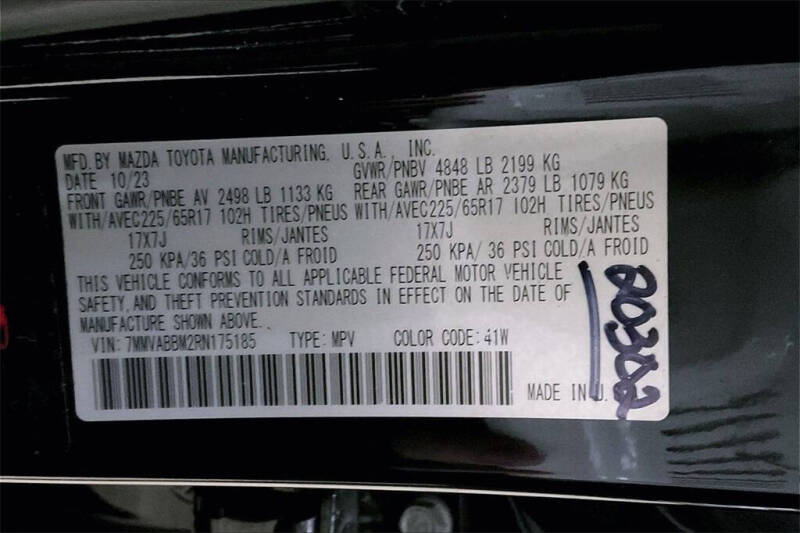 MFD. BY MAZDA TOYOTA MANUFACTURING, U.S.A., INC.
DATE 10/23 GVWR/PNBV 4848 LB 2199 KG
FRONT GAWR/PNBE AV 2498 LB 1133 KG REAR GAWR/PNBE AR 2379 LB 1079 KG
WITH/AVEC225/65R17 102H TIRES/PNEUS WITH/AVEC225/65R17 102H TIRES/PNEUS
17X7J RIMS/JANTES 17X7J RIMS/JANTES
250 KPA/36 PSI COLD/A FROID 250 KPA/ 36 PSI COLD/A FROID
THIS VEHICLE CONFORMS TO ALL APPLICABLE FEDERAL MOTOR VEHICLE
SAFETY, AND THEFT PREVENTION STANDARDS IN EFFECT ON THE DATE OF
MANUFACTURE SHOWN ABOVE.
VIN: 7MMVABBM2RN175185 TYPE: MPV COLOR CODE: 41W
MADE IN U.